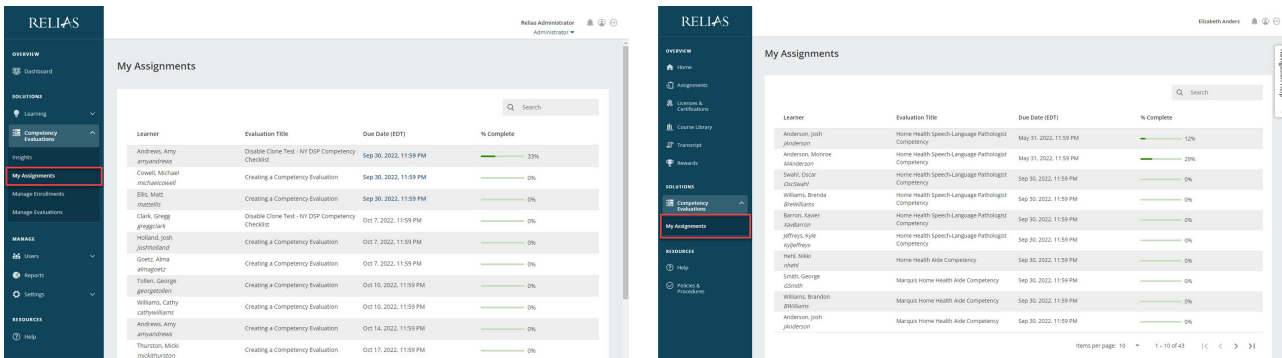 RELIAS
Relias Administrator
Administrator
OVERVIEW
Dashboard
SOLUTIONS
Learning
Competency
Evaluations
Insights
My Assignments
Manage Enrollments
Manage Evaluations
MANAGE
Users
Reports
Settings
RESOURCES
Help
My Assignments
Search
Learner Evaluation Title Due Date (EDT) % Complete
Andrews, Amy Disable Clone Test - NY DSP Competency Sep 30, 2022, 11:59 PM 33%
amyandrews Checklist
Cowell, Michael Creating a Competency Evaluation Sep 30, 2022, 11:59 PM 0%
michaelcowell
Ellis, Matt Creating a Competency Evaluation Sep 30, 2022, 11:59 PM 0%
mattellis
Clark, Gregg Disable Clone Test - NY DSP Competency Oct 7, 2022, 11:59 PM 0%
greggclark Checklist
Holland, Josh Creating a Competency Evaluation Oct 7, 2022, 11:59 PM 0%
joshholland
Goetz, Alma Creating a Competency Evaluation Oct 7, 2022, 11:59 PM 0%
almagoetz
Tollen, George Creating a Competency Evaluation Oct 10, 2022, 11:59 PM 0%
georgetollen
Williams, Cathy Creating a Competency Evaluation Oct 10, 2022, 11:59 PM 0%
cathywilliams
Andrews, Amy Creating a Competency Evaluation Oct 14, 2022, 11:59 PM 0%
amyandrews
Thurston, Micki Creating a Competency Evaluation Oct 17, 2022, 11:59 PM 0%
mickithurston
RELIAS
Elizabeth Anders
OVERVIEW
Home
Assignments
Licenses &
Certifications
Course Library
Transcript
Rewards
SOLUTIONS
Competency
Evaluations
My Assignments
RESOURCES
Help
Policies &
Procedures
My Assignments
Search
Learner Evaluation Title Due Date (EDT) % Complete
Anderson, Josh Home Health Speech-Language Pathologist May 31, 2022, 11:59 PM 12%
JAnderson Competency
Anderson, Monroe Home Health Speech-Language Pathologist May 31, 2022, 11:59 PM 29%
MAnderson Competency
Swahl, Oscar Home Health Speech-Language Pathologist Sep 30, 2022, 11:59 PM 0%
OscSwahl Competency
Williams, Brenda Home Health Speech-Language Pathologist Sep 30, 2022, 11:59 PM 0%
BreWilliams Competency
Barron, Xavier Home Health Speech-Language Pathologist Sep 30, 2022, 11:59 PM 0%
XavBarron Competency
Jeffreys, Kyle Home Health Speech-Language Pathologist Sep 30, 2022, 11:59 PM 0%
KylJeffreys Competency
Hehl, Nikki Home Health Aide Competency Sep 30, 2022, 11:59 PM 0%
nhehl
Smith, George Marquis Home Health Aide Competency Sep 30, 2022, 11:59 PM 0%
GSmith
Williams, Brandon Marquis Home Health Aide Competency Sep 30, 2022, 11:59 PM 0%
BWilliams
Anderson, Josh Marquis Home Health Aide Competency Sep 30, 2022, 11:59 PM 0%
JAnderson
Items per page: 10 1 – 10 of 43